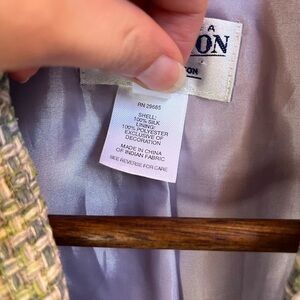 A
ON
ON
RN 29685
SHELL:
100% SILK
LINING:
100% POLYESTER
EXCLUSIVE OF
DECORATION
MADE IN CHINA
OF INDIAN FABRIC
SEE REVERSE FOR CARE